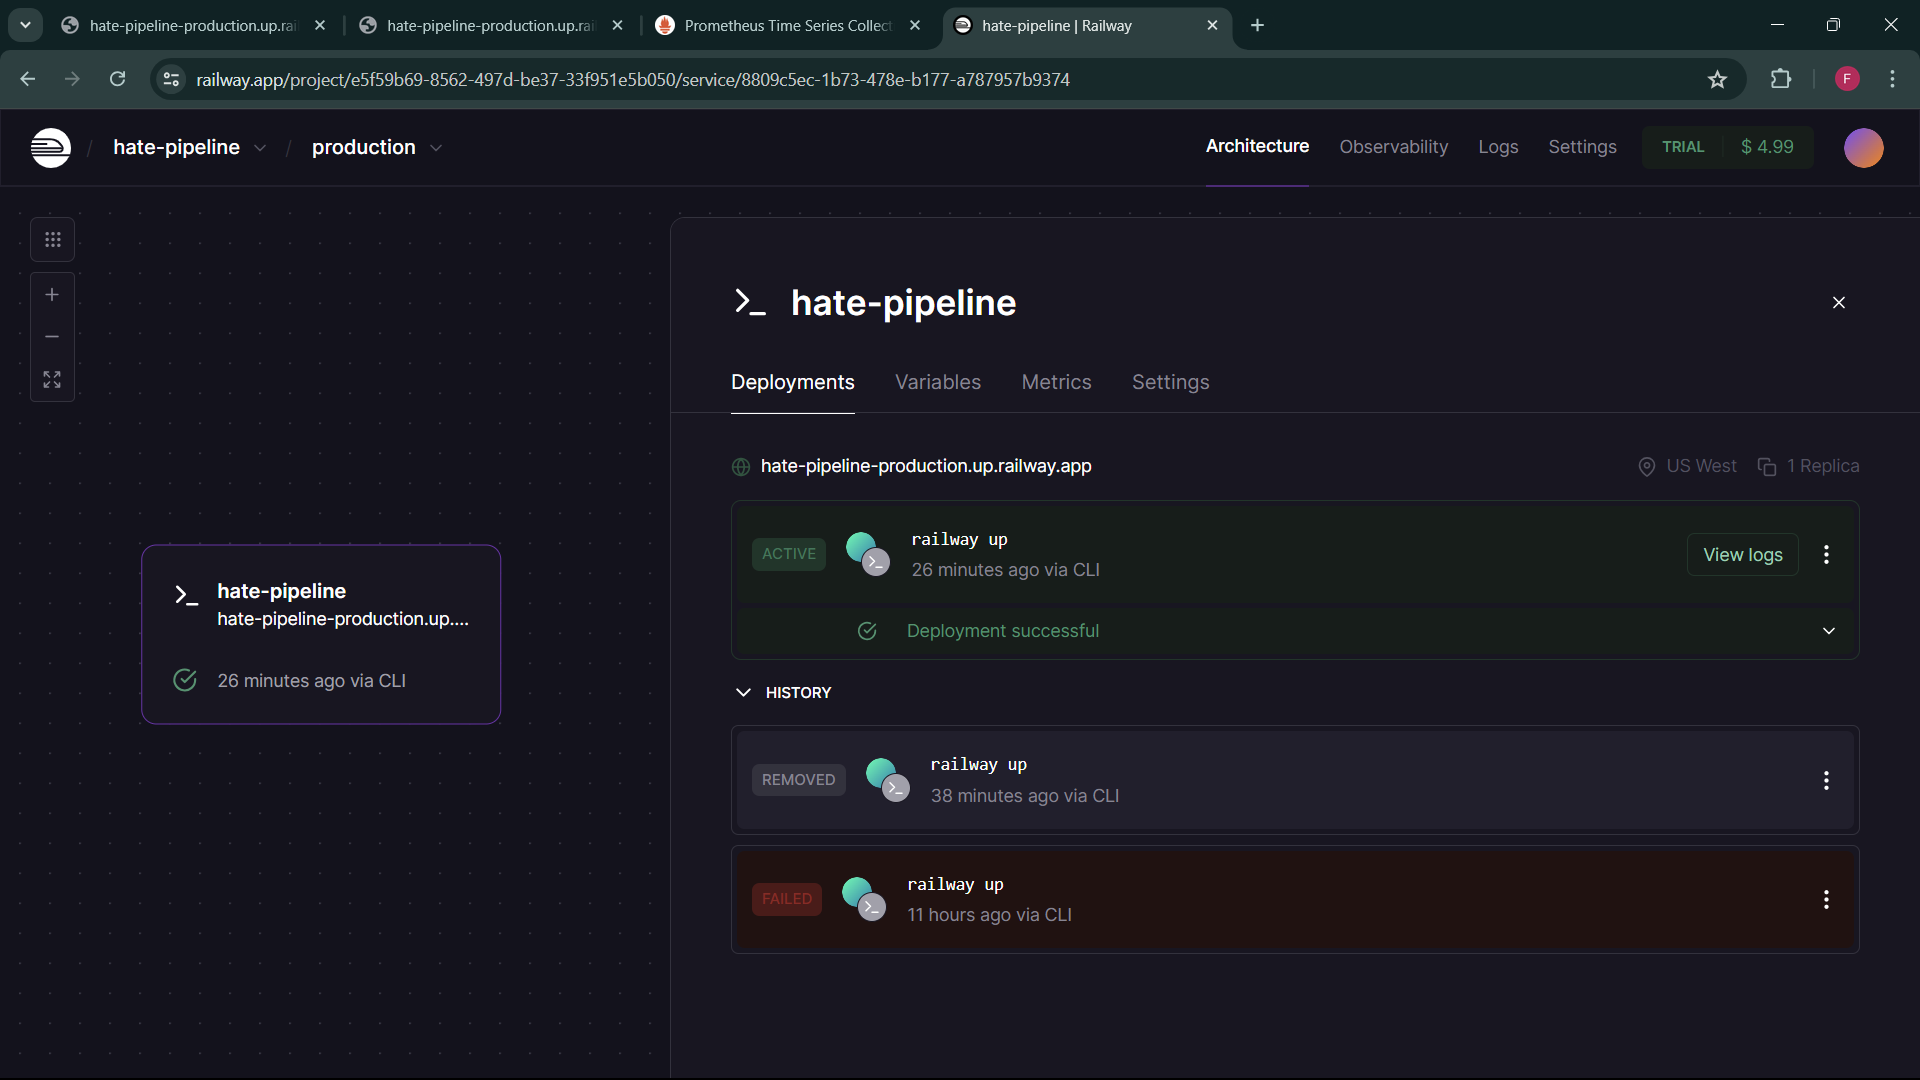 hate-pipeline-production.up.rai
hate-pipeline-production.up.rai
Prometheus Time Series Collect
hate-pipeline | Railway
railway.app/project/e5f59b69-8562-497d-be37-33f951e5b050/service/8809c5ec-1b73-478e-b177-a787957b9374
F
/ hate-pipeline / production
Architecture
Observability
Logs
Settings
TRIAL $ 4.99
hate-pipeline
hate-pipeline-production.up....
26 minutes ago via CLI
hate-pipeline
Deployments
Variables
Metrics
Settings
hate-pipeline-production.up.railway.app
US West
1 Replica
ACTIVE
railway up
26 minutes ago via CLI
View logs
Deployment successful
HISTORY
REMOVED
railway up
38 minutes ago via CLI
FAILED
railway up
11 hours ago via CLI